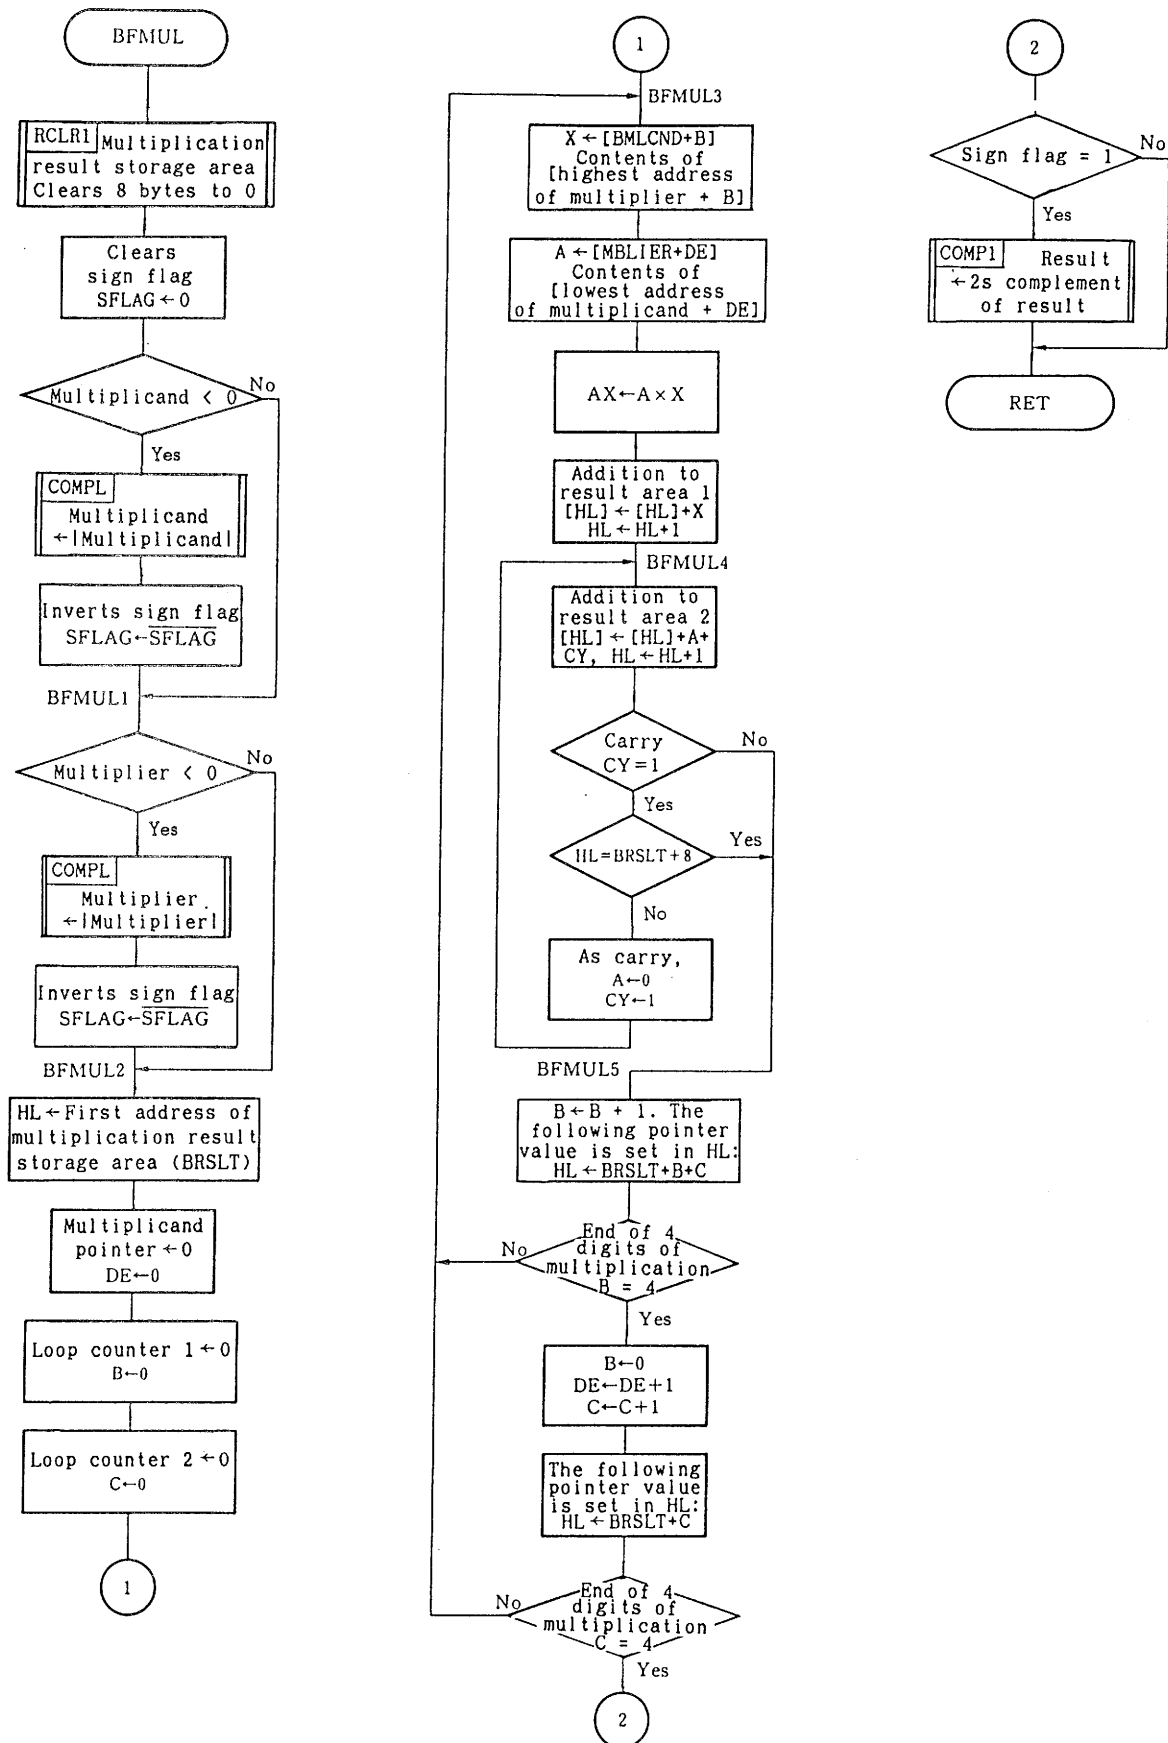 BFMUL
RCLR1 Multiplication
result storage area
Clears 8 bytes to 0
Clears
sign flag
SFLAG←0
Multiplicand < 0
No
Yes
COMPL
Multiplicand
←|Multiplicand|
Inverts sign flag
SFLAG←S̅F̅L̅A̅G̅
BFMUL1
Multiplier < 0
No
Yes
COMPL
Multiplier
←|Multiplier|
Inverts sign flag
SFLAG←S̅F̅L̅A̅G̅
BFMUL2
HL←First address of
multiplication result
storage area (BRSLT)
Multiplicand
pointer←0
DE←0
Loop counter 1←0
B←0
Loop counter 2←0
C←0
1
1
BFMUL3
X←[BMLCND+B]
Contents of
[highest address
of multiplier + B]
A←[MBLIER+DE]
Contents of
[lowest address
of multiplicand + DE]
AX←A×X
Addition to
result area 1
[HL]←[HL]+X
HL←HL+1
BFMUL4
Addition to
result area 2
[HL]←[HL]+A+
CY, HL←HL+1
Carry
CY=1
No
Yes
HL=BRSLT+8
Yes
No
As carry,
A←0
CY←1
BFMUL5
B←B + 1. The
following pointer
value is set in HL:
HL←BRSLT+B+C
End of 4
digits of
multiplication
B = 4
No
Yes
B←0
DE←DE+1
C←C+1
The following
pointer value
is set in HL:
HL←BRSLT+C
End of 4
digits of
multiplication
C = 4
No
Yes
2
2
Sign flag = 1
No
Yes
COMP1 Result
←2s complement
of result
RET